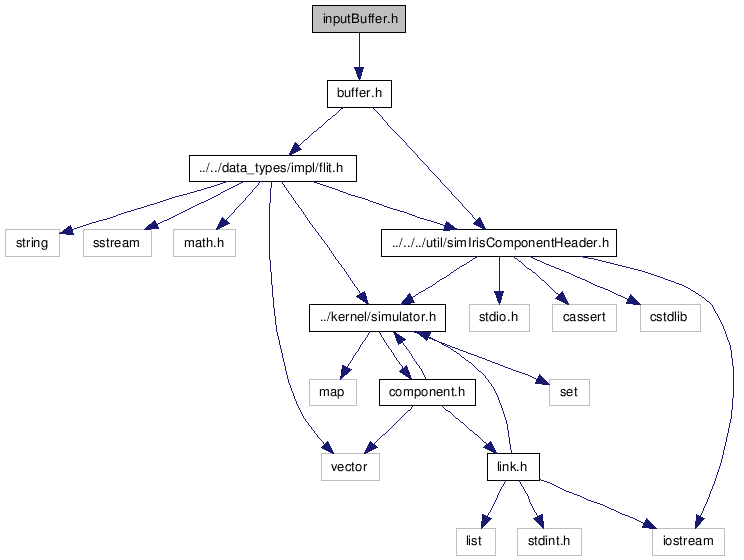 inputBuffer.h
buffer.h
../../data_types/impl/flit.h
string
sstream
math.h
../../../util/simIrisComponentHeader.h
../kernel/simulator.h
stdio.h
cassert
cstdlib
map
component.h
set
vector
link.h
list
stdint.h
iostream